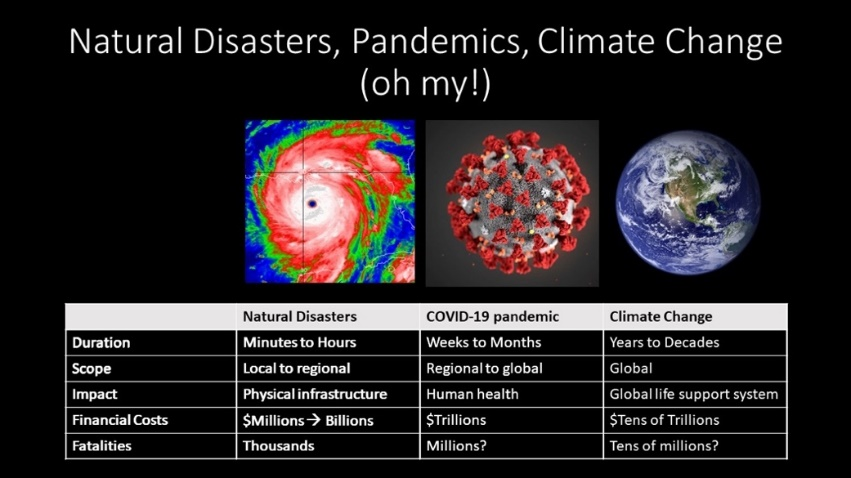 Natural Disasters, Pandemics, Climate Change
(oh my!)
Natural Disasters COVID-19 pandemic Climate Change
Duration Minutes to Hours Weeks to Months Years to Decades
Scope Local to regional Regional to global Global
Impact Physical infrastructure Human health Global life support system
Financial Costs $Millions→ Billions $Trillions $Tens of Trillions
Fatalities Thousands Millions? Tens of millions?